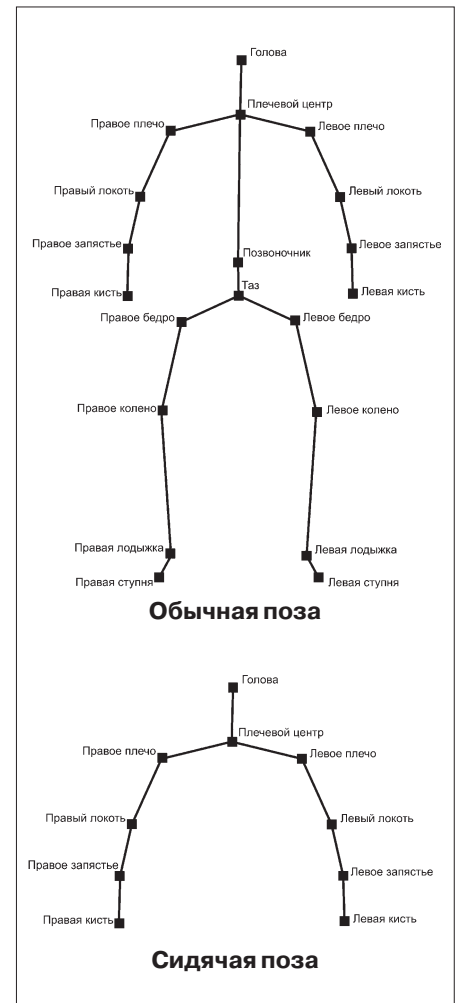 Голова
Плечевой центр
Правое плечо
Левое плечо
Правый локоть
Левый локоть
Правое запястье
Левое запястье
Позвоночник
Правая кисть
Таз
Левая кисть
Правое бедро
Левое бедро
Правое колено
Левое колено
Правая лодыжка
Левая лодыжка
Правая ступня
Левая ступня
Обычная поза
Голова
Плечевой центр
Правое плечо
Левое плечо
Правый локоть
Левый локоть
Правое запястье
Левое запястье
Правая кисть
Левая кисть
Сидячая поза